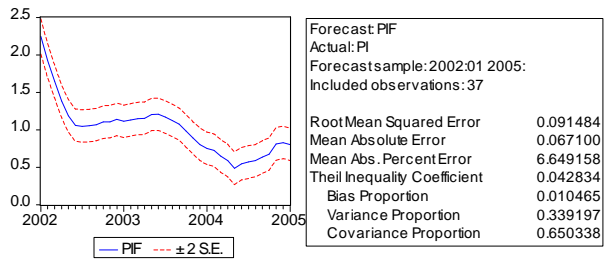 2.5
2.0
1.5
1.0
0.5
0.0
2002 2003 2004 2005
PIF ± 2 S.E.
Forecast: PIF
Actual: PI
Forecast sample: 2002:01 2005:
Included observations: 37
Root Mean Squared Error 0.091484
Mean Absolute Error 0.067100
Mean Abs. Percent Error 6.649158
Theil Inequality Coefficient 0.042834
Bias Proportion 0.010465
Variance Proportion 0.339197
Covariance Proportion 0.650338